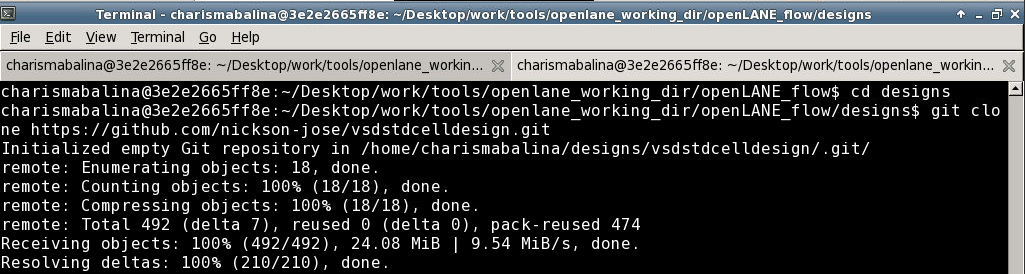 Terminal - charismabalina@3e2e2665ff8e: ~/Desktop/work/tools/openlane_working_dir/openLANE_flow/designs
File Edit View Terminal Go Help
charismabalina@3e2e2665ff8e: ~/Desktop/work/tools/openlane_workin... charismabalina@3e2e2665ff8e: ~/Desktop/work/tools/openlane_workin...
charismabalina@3e2e2665ff8e:~/Desktop/work/tools/openlane_working_dir/openLANE_flow$ cd designs
charismabalina@3e2e2665ff8e:~/Desktop/work/tools/openlane_working_dir/openLANE_flow/designs$ git clo
ne https://github.com/nickson-jose/vsdstdcelldesign.git
Initialized empty Git repository in /home/charismabalina/designs/vsdstdcelldesign/.git/
remote: Enumerating objects: 18, done.
remote: Counting objects: 100% (18/18), done.
remote: Compressing objects: 100% (18/18), done.
remote: Total 492 (delta 7), reused 0 (delta 0), pack-reused 474
Receiving objects: 100% (492/492), 24.08 MiB | 9.54 MiB/s, done.
Resolving deltas: 100% (210/210), done.